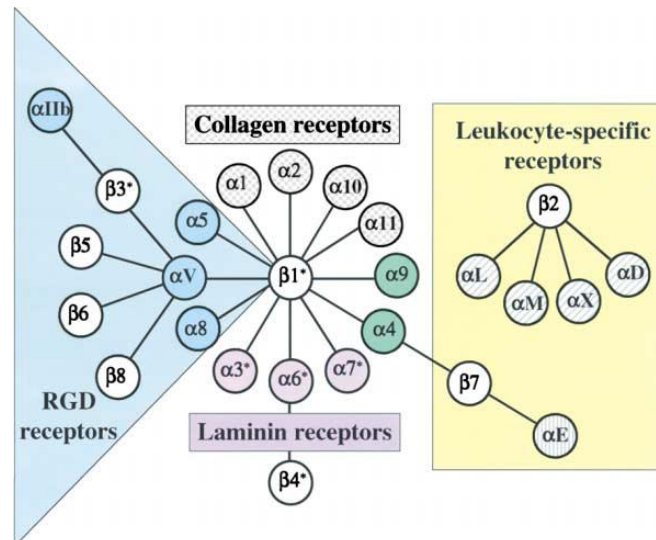 αIIb
Collagen receptors
Leukocyte-specific
receptors
β3*
α1
α2
α10
α11
α5
β2
β5
αV
β1*
α9
αL
αM
αX
αD
β6
α8
α4
β8
α3*
α6*
α7*
β7
RGD
receptors
Laminin receptors
αE
β4*